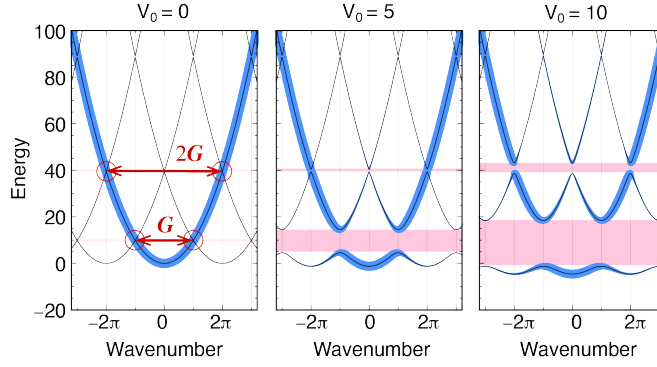 V₀ = 0
V₀ = 5
V₀ = 10
100
80
60
40
20
0
−20
Energy
2G
G
−2π 0 2π
−2π 0 2π
−2π 0 2π
Wavenumber
Wavenumber
Wavenumber